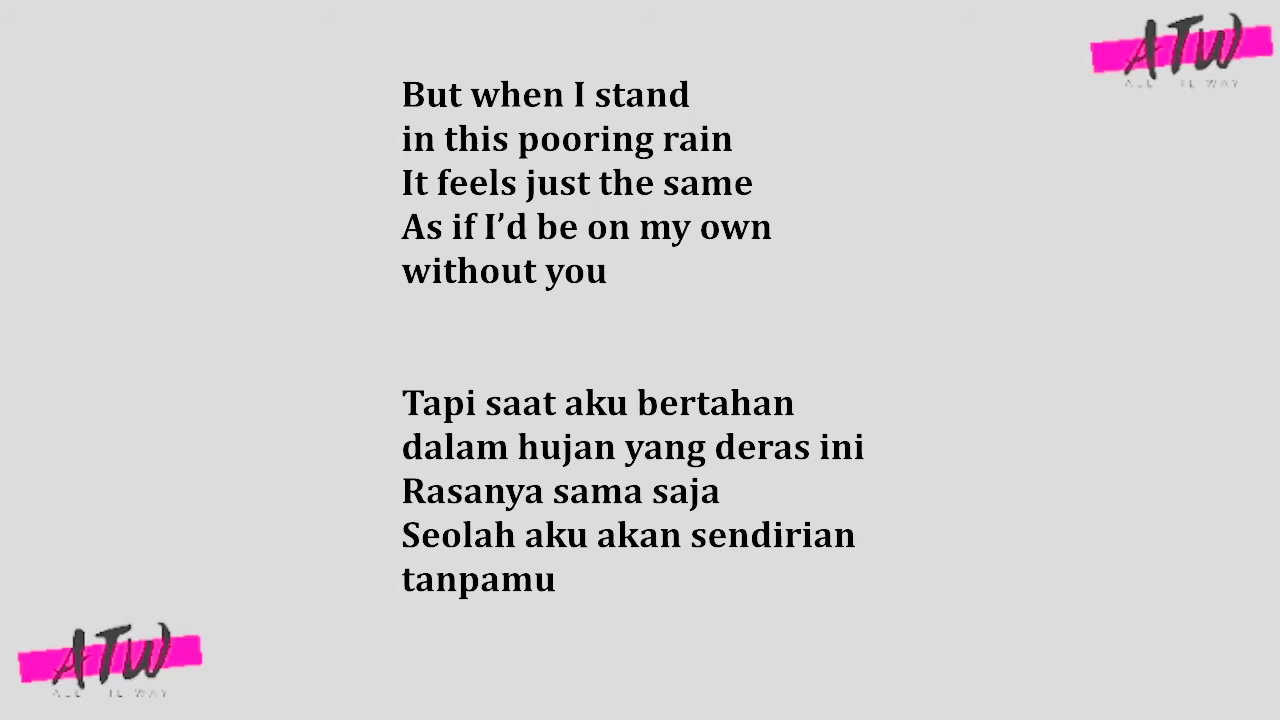 ATW
But when I stand
in this pooring rain
It feels just the same
As if I’d be on my own
without you
Tapi saat aku bertahan
dalam hujan yang deras ini
Rasanya sama saja
Seolah aku akan sendirian
tanpamu
ATW